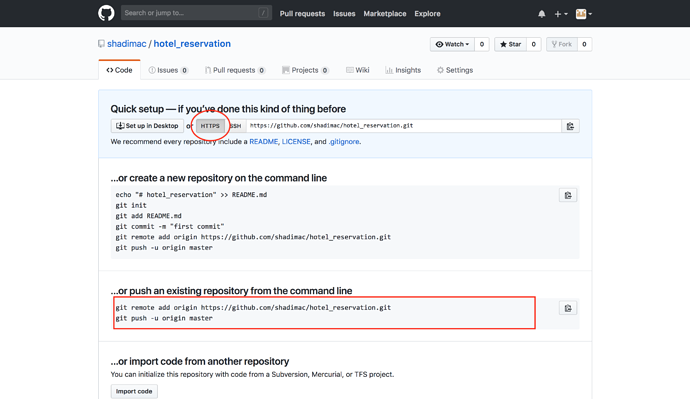 Search or jump to...
/
Pull requests Issues Marketplace Explore
shadimac / hotel_reservation
Watch 0 Star 0 Fork 0
Code Issues 0 Pull requests 0 Projects 0 Wiki Insights Settings
Quick setup — if you've done this kind of thing before
Set up in Desktop or HTTPS SSH https://github.com/shadimac/hotel_reservation.git
We recommend every repository include a README, LICENSE, and .gitignore.
...or create a new repository on the command line
echo "# hotel_reservation" >> README.md
git init
git add README.md
git commit -m "first commit"
git remote add origin https://github.com/shadimac/hotel_reservation.git
git push -u origin master
...or push an existing repository from the command line
git remote add origin https://github.com/shadimac/hotel_reservation.git
git push -u origin master
...or import code from another repository
You can initialize this repository with code from a Subversion, Mercurial, or TFS project.
Import code